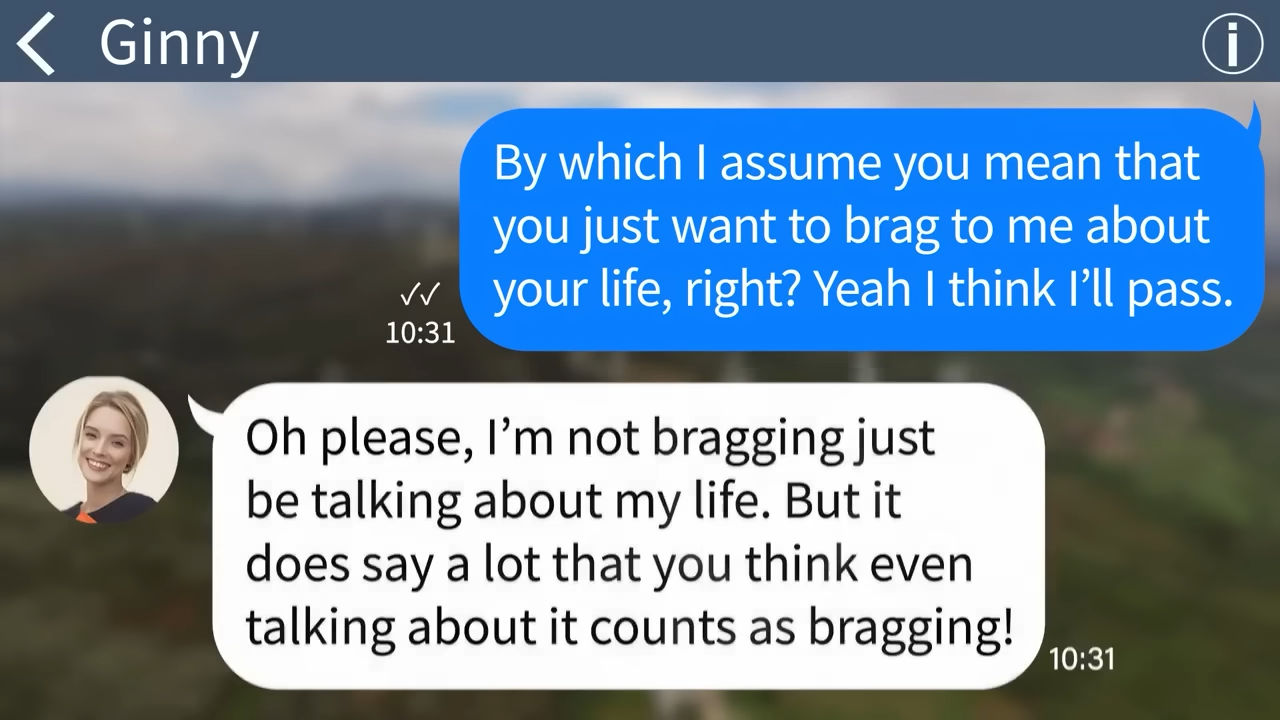 Ginny
By which I assume you mean that
you just want to brag to me about
your life, right? Yeah I think I’ll pass.
10:31
Oh please, I’m not bragging just
be talking about my life. But it
does say a lot that you think even
talking about it counts as bragging!
10:31